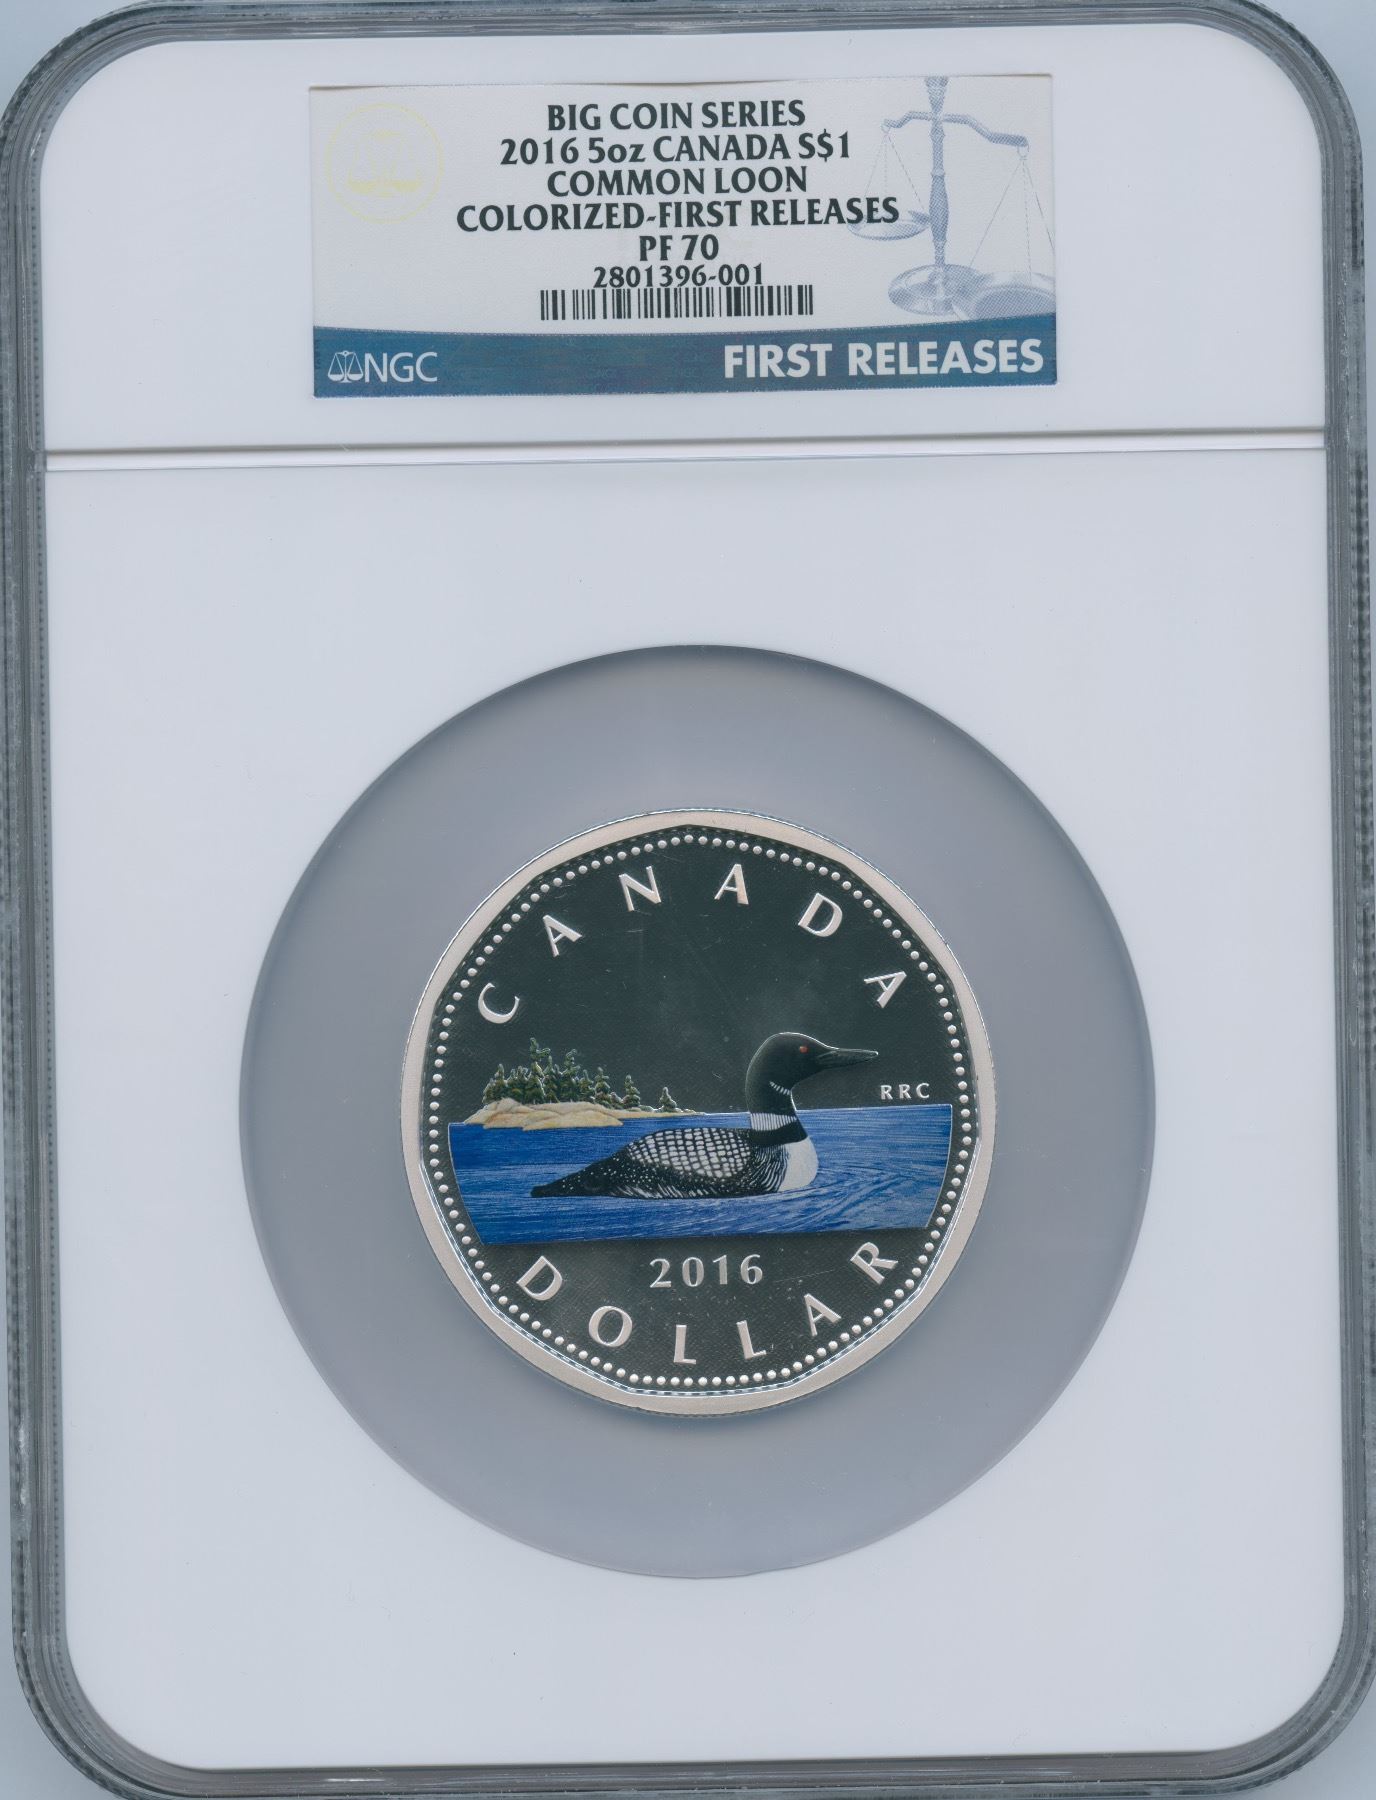 BIG COIN SERIES
2016 5oz CANADA S$1
COMMON LOON
COLORIZED-FIRST RELEASES
PF 70
2801396-001
NGC
FIRST RELEASES
CANADA
RRC
2016
DOLLAR